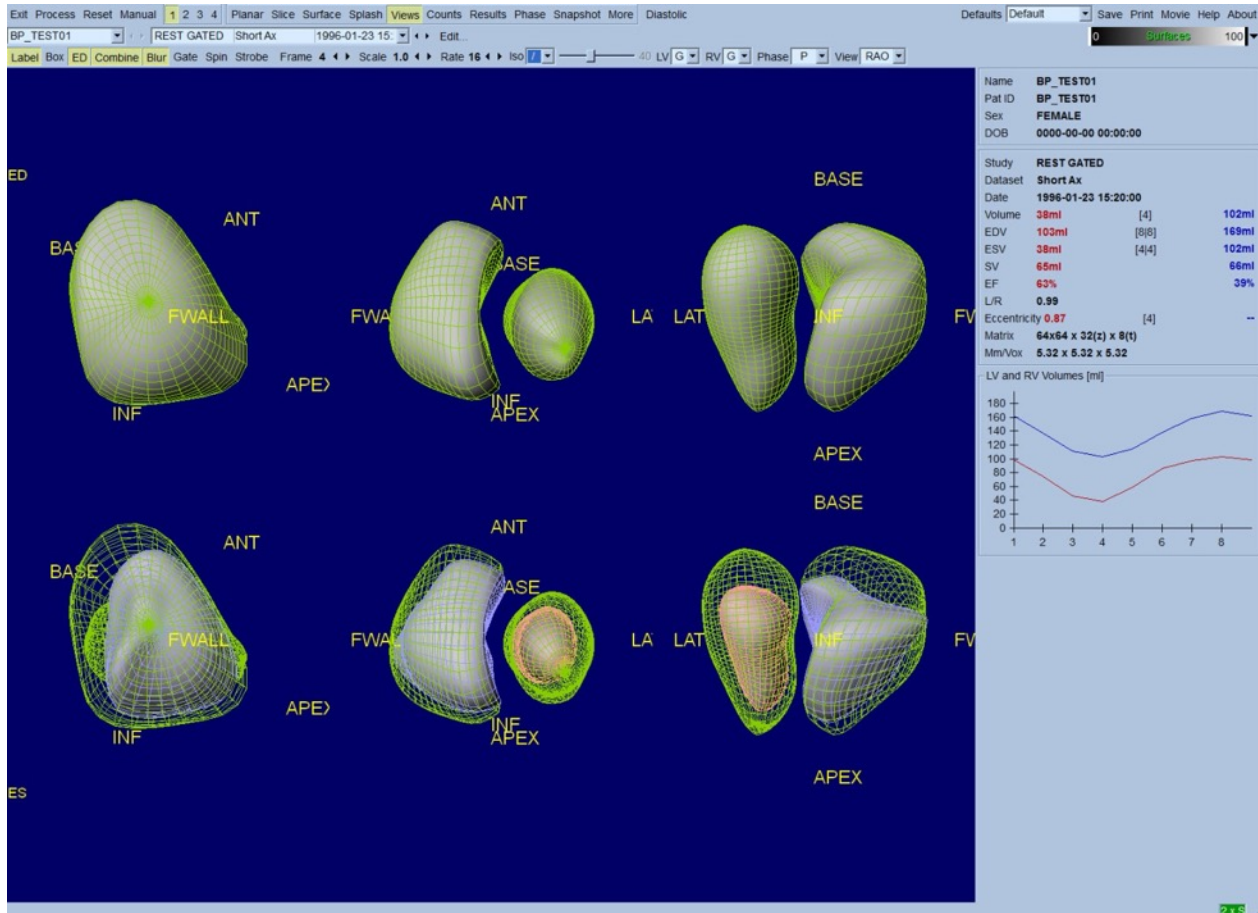 Exit Process Reset Manual 1 2 3 4 Planar Slice Surface Splash Views Counts Results Phase Snapshot More Diastolic Defaults Default Save Print Movie Help About
BP_TEST01 REST GATED Short Ax 1996-01-23 15: Edit... 0 Surfaces 100
Label Box ED Combine Blur Gate Spin Strobe Frame 4 Scale 1.0 Rate 16 Iso / 40 LV G RV G Phase P View RAO
Name BP_TEST01
Pat ID BP_TEST01
Sex FEMALE
DOB 0000-00-00 00:00:00
Study REST GATED
Dataset Short Ax
Date 1996-01-23 15:20:00
Volume 38ml [4] 102ml
EDV 103ml [8|8] 169ml
ESV 38ml [4|4] 102ml
SV 65ml 66ml
EF 63% 39%
L/R 0.99
Eccentricity 0.87 [4] --
Matrix 64x64 x 32(z) x 8(t)
Mm/Vox 5.32 x 5.32 x 5.32
LV and RV Volumes [ml]
180
160
140
120
100
80
60
40
20
0
1 2 3 4 5 6 7 8
ED
ANT
BAS
FWALL
APEX
INF
ANT
BASE
FWA
LA
INF
APEX
BASE
LAT
INF
FW
APEX
ANT
BASE
FWALL
APEX
INF
ANT
ASE
FWAL
LA
INF
APEX
BASE
LAT
INF
FW
APEX
ES
2 x S